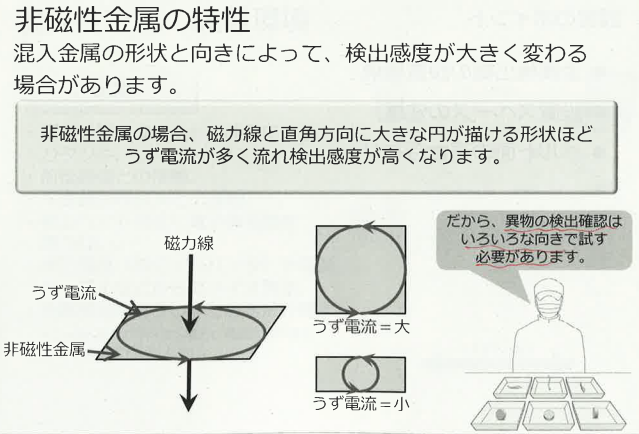 非磁性金属の特性
混入金属の形状と向きによって、検出感度が大きく変わる
場合があります。
非磁性金属の場合、磁力線と直角方向に大きな円が描ける形状ほど
うず電流が多く流れ検出感度が高くなります。
磁力線
うず電流
非磁性金属
うず電流＝大
うず電流＝小
だから、異物の検出確認は
いろいろな向きで試す
必要があります。